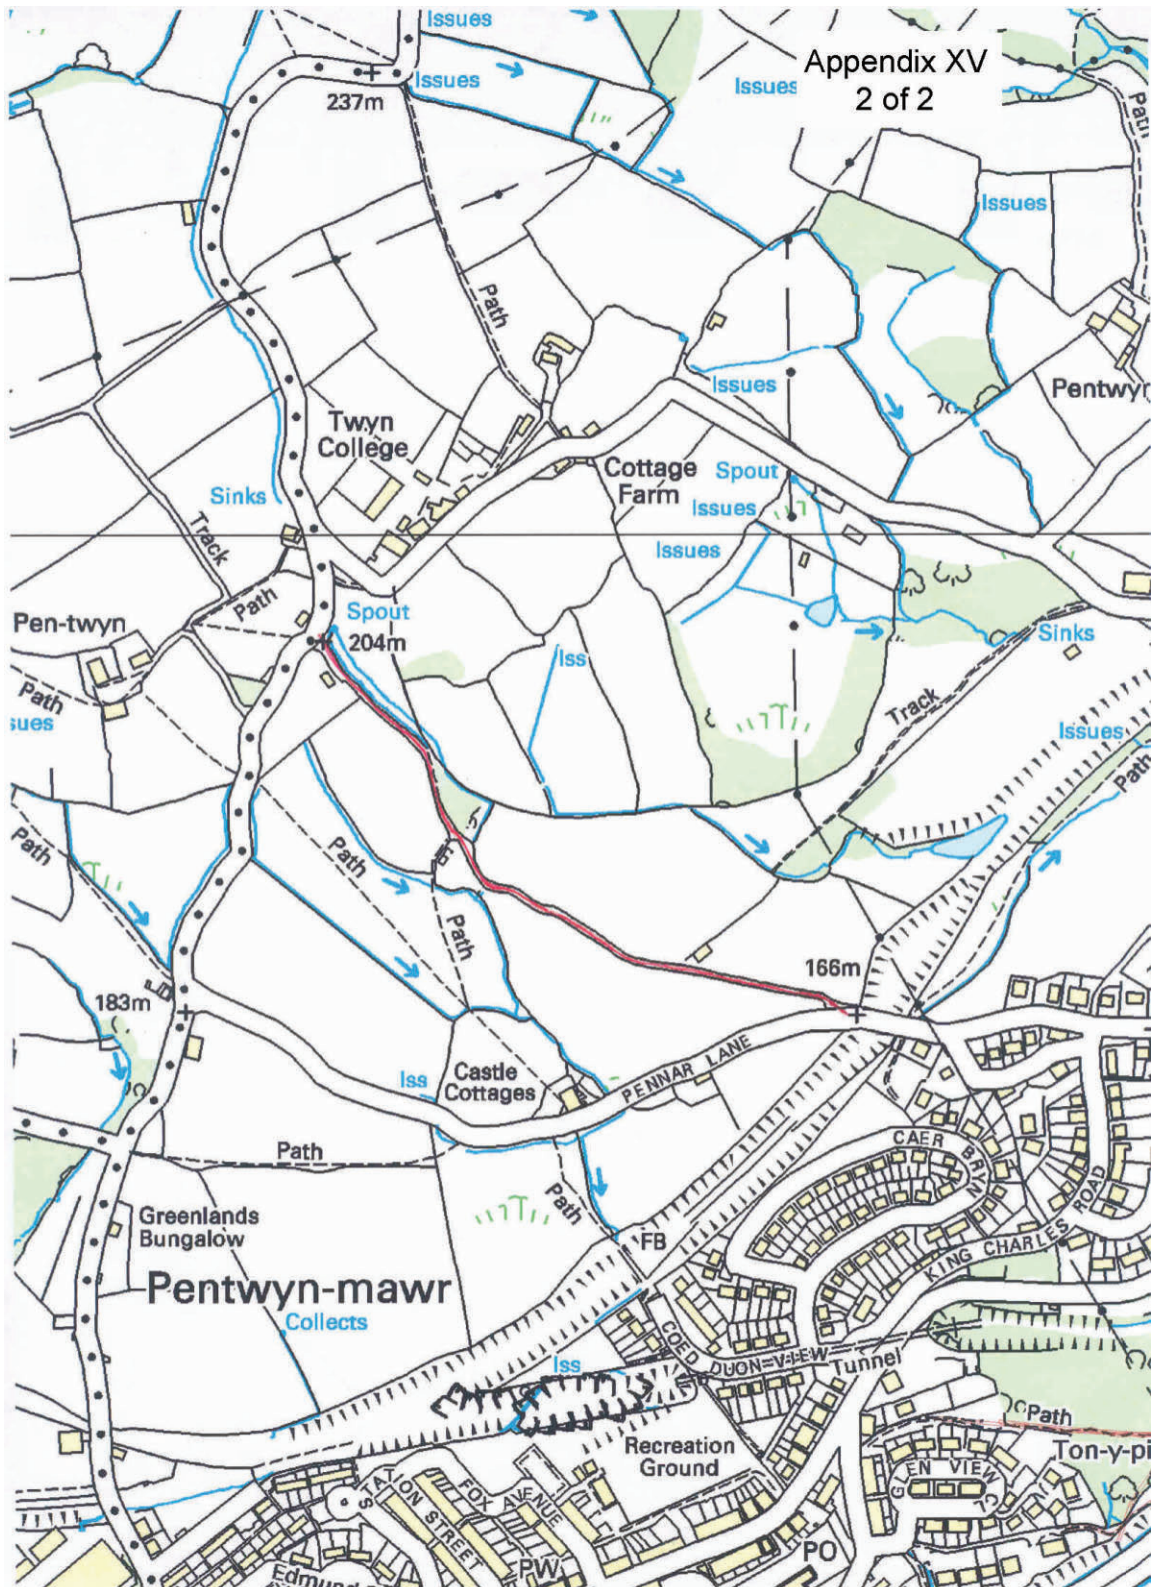 Issues
Appendix XV
2 of 2
Issues
Issues
237m
Path
Issues
Path
Pentwyn
Issues
Twyn
College
Cottage
Farm
Spout
Sinks
Issues
Issues
Track
Path
Spout
Pen-twyn
204m
Sinks
Iss
Path
sues
Track
Issues
Path
Path
Path
Path
166m
183m
PENNAR LANE
Iss
Castle
Cottages
CAER BRYN
Path
Path
KING CHARLES ROAD
Greenlands
Bungalow
FB
Pentwyn-mawr
Collects
COED DUON VIEW
Tunnel
Iss
Path
Recreation
Ground
Ton-y-pi
GLEN VIEW
STATION STREET
FOX AVENUE
PW
PO
Edmund